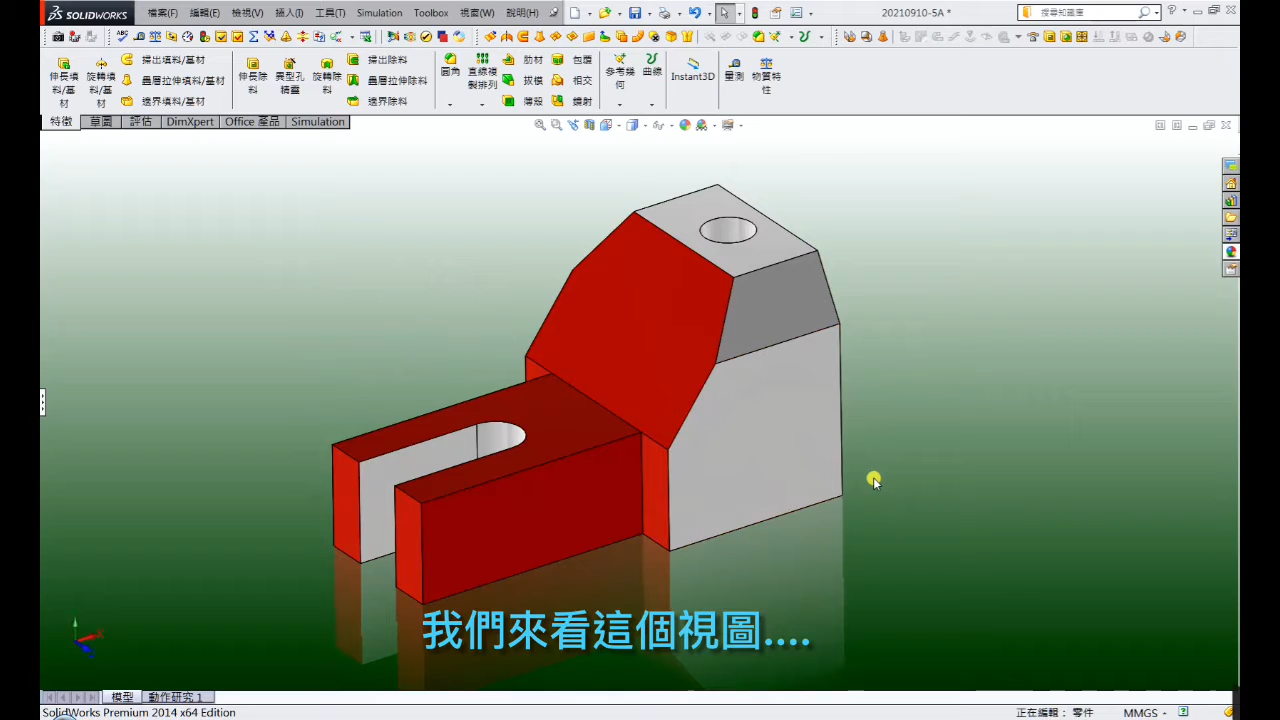 SOLIDWORKS
檔案(F) 編輯(E) 檢視(V) 插入(I) 工具(T) Simulation Toolbox 視窗(W) 說明(H)
20210910-5A *
搜尋知識庫
伸長填料/基材
旋轉填料/基材
掃出填料/基材
疊層拉伸填料/基材
邊界填料/基材
伸長除料
異型孔精靈
旋轉除料
掃出除料
疊層拉伸除料
邊界除料
圓角
直線複製排列
肋材
拔模
薄殼
包覆
相交
鏡射
參考幾何
曲線
Instant3D
量測
物質特性
特徵 草圖 評估 DimXpert Office 產品 Simulation
我們來看這個視圖....
模型 動作研究 1
SolidWorks Premium 2014 x64 Edition
正在編輯： 零件
MMGS